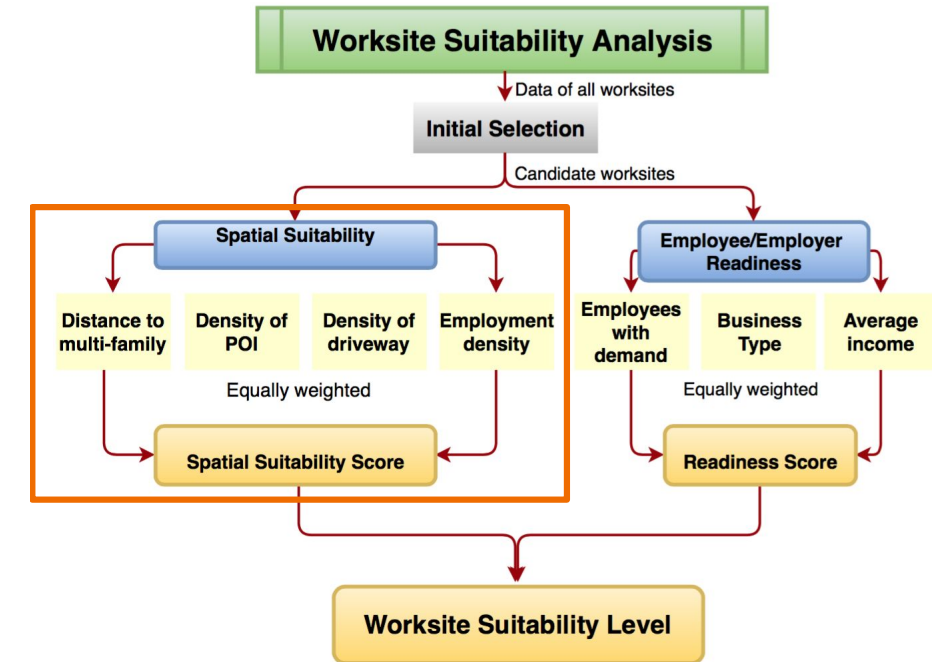 Worksite Suitability Analysis
Data of all worksites
Initial Selection
Candidate worksites
Spatial Suitability
Distance to
multi-family
Density of
POI
Density of
driveway
Employment
density
Equally weighted
Spatial Suitability Score
Employee/Employer
Readiness
Employees
with
demand
Business
Type
Average
income
Equally weighted
Readiness Score
Worksite Suitability Level